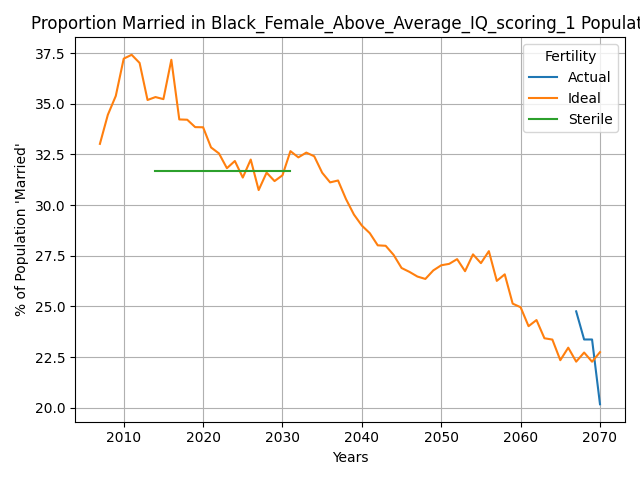 Proportion Married in Black_Female_Above_Average_IQ_scoring_1 Populat
Fertility
Actual
Ideal
Sterile
% of Population 'Married'
37.5
35.0
32.5
30.0
27.5
25.0
22.5
20.0
2010 2020 2030 2040 2050 2060 2070
Years